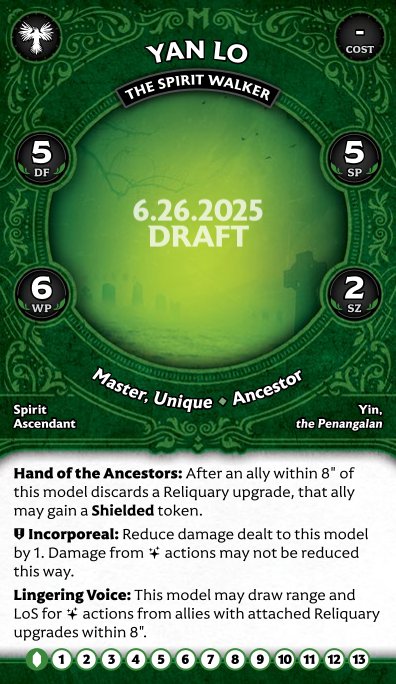 -
COST
YAN LO
THE SPIRIT WALKER
5
DF
5
SP
6.26.2025
DRAFT
6
WP
2
SZ
Master, Unique ◆ Ancestor
Spirit
Ascendant
Yin,
the Penangalan
Hand of the Ancestors: After an ally within 8" of
this model discards a Reliquary upgrade, that ally
may gain a Shielded token.
Incorporeal: Reduce damage dealt to this model
by 1. Damage from actions may not be reduced
this way.
Lingering Voice: This model may draw range and
LoS for actions from allies with attached Reliquary
upgrades within 8".
1 2 3 4 5 6 7 8 9 10 11 12 13